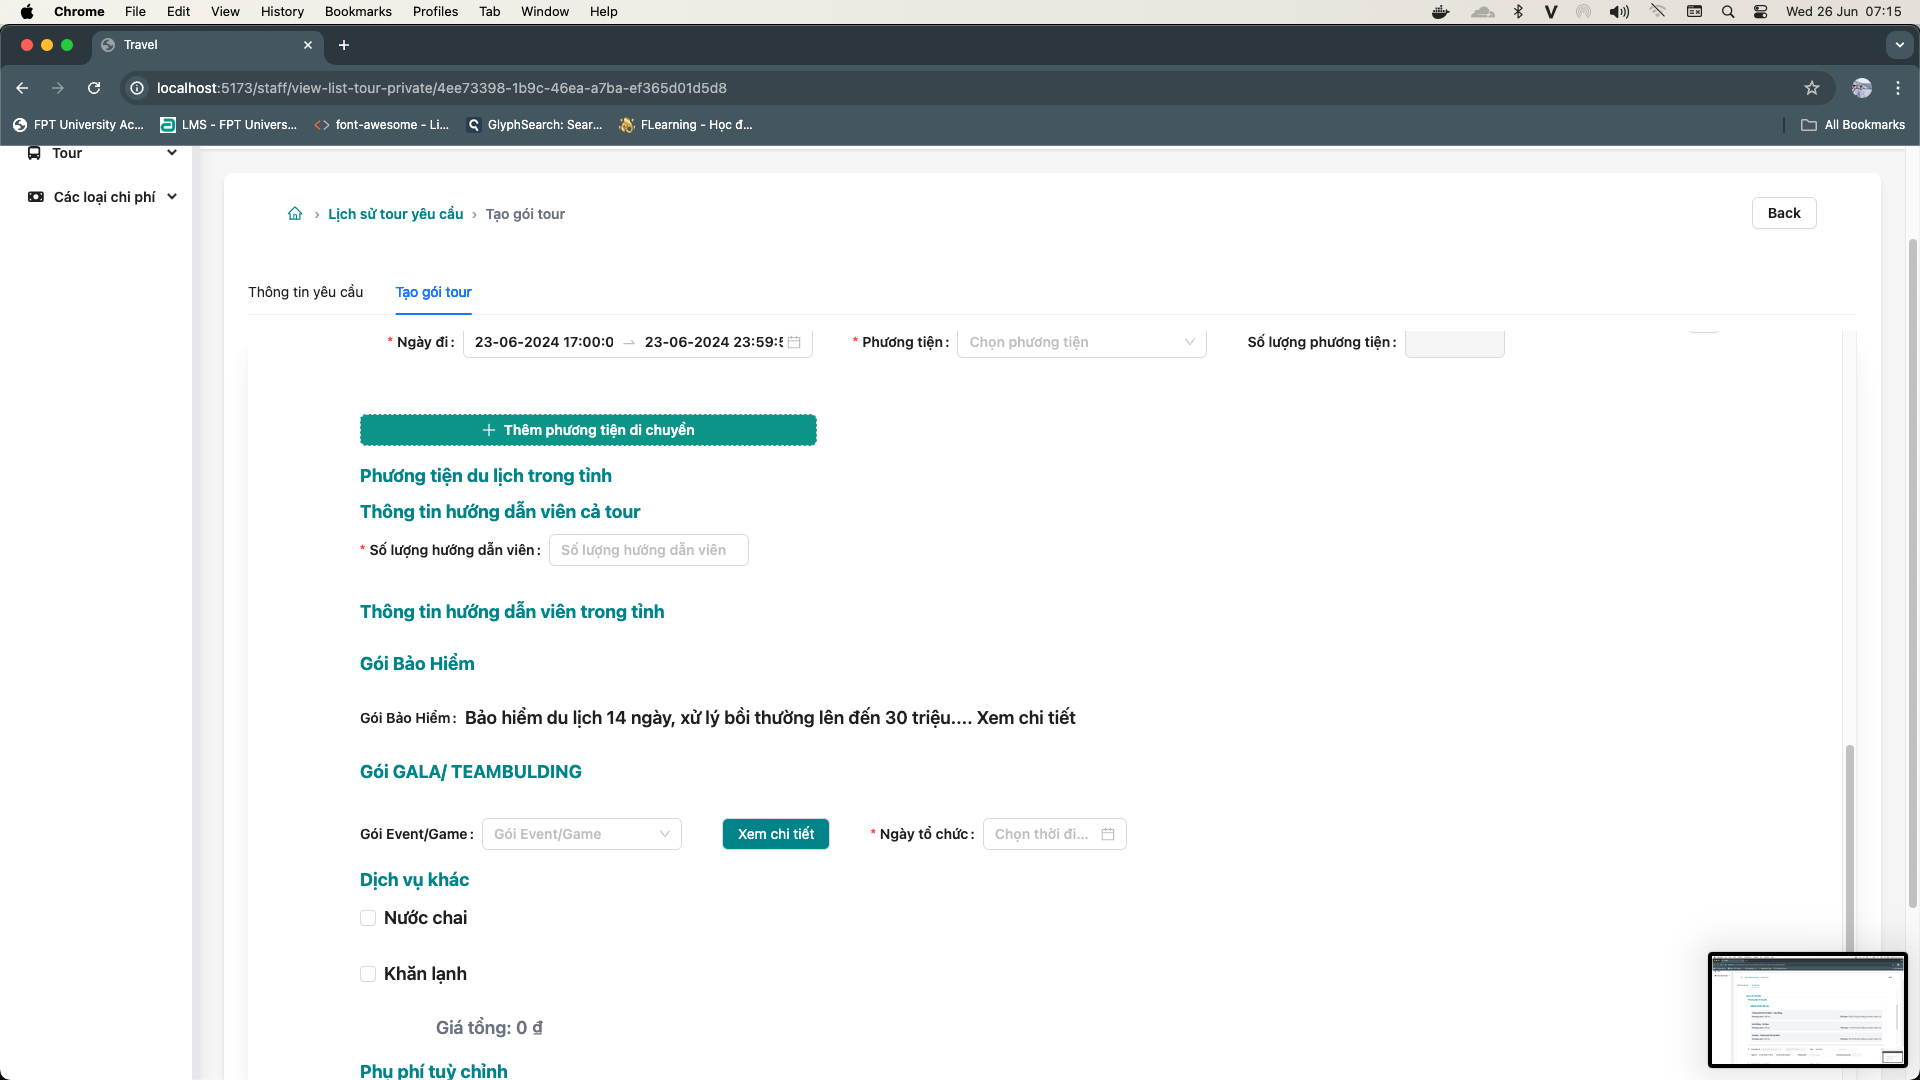 Chrome File Edit View History Bookmarks Profiles Tab Window Help Wed 26 Jun 07:15
Travel
localhost:5173/staff/view-list-tour-private/4ee73398-1b9c-46ea-a7ba-ef365d01d5d8
FPT University Ac... LMS - FPT Univers... font-awesome - Li... GlyphSearch: Sear... FLearning - Học đ... All Bookmarks
Tour
Các loại chi phí
Lịch sử tour yêu cầu › Tạo gói tour
Back
Thông tin yêu cầu Tạo gói tour
* Ngày đi : 23-06-2024 17:00:0 → 23-06-2024 23:59:5 * Phương tiện : Chọn phương tiện Số lượng phương tiện :
+ Thêm phương tiện di chuyển
Phương tiện du lịch trong tỉnh
Thông tin hướng dẫn viên cả tour
* Số lượng hướng dẫn viên : Số lượng hướng dẫn viên
Thông tin hướng dẫn viên trong tỉnh
Gói Bảo Hiểm
Gói Bảo Hiểm : Bảo hiểm du lịch 14 ngày, xử lý bồi thường lên đến 30 triệu.... Xem chi tiết
Gói GALA/ TEAMBULDING
Gói Event/Game : Gói Event/Game Xem chi tiết * Ngày tổ chức : Chọn thời đi...
Dịch vụ khác
Nước chai
Khăn lạnh
Giá tổng: 0 ₫
Phụ phí tuỳ chỉnh